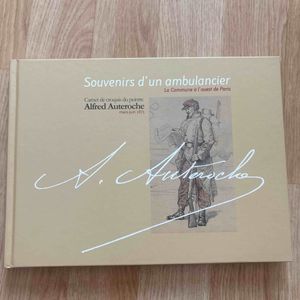 Souvenirs d'un ambulancier
La Commune à l'ouest de Paris
Carnet de croquis du peintre
Alfred Auteroche
mars-juin 1871
A. Auteroche